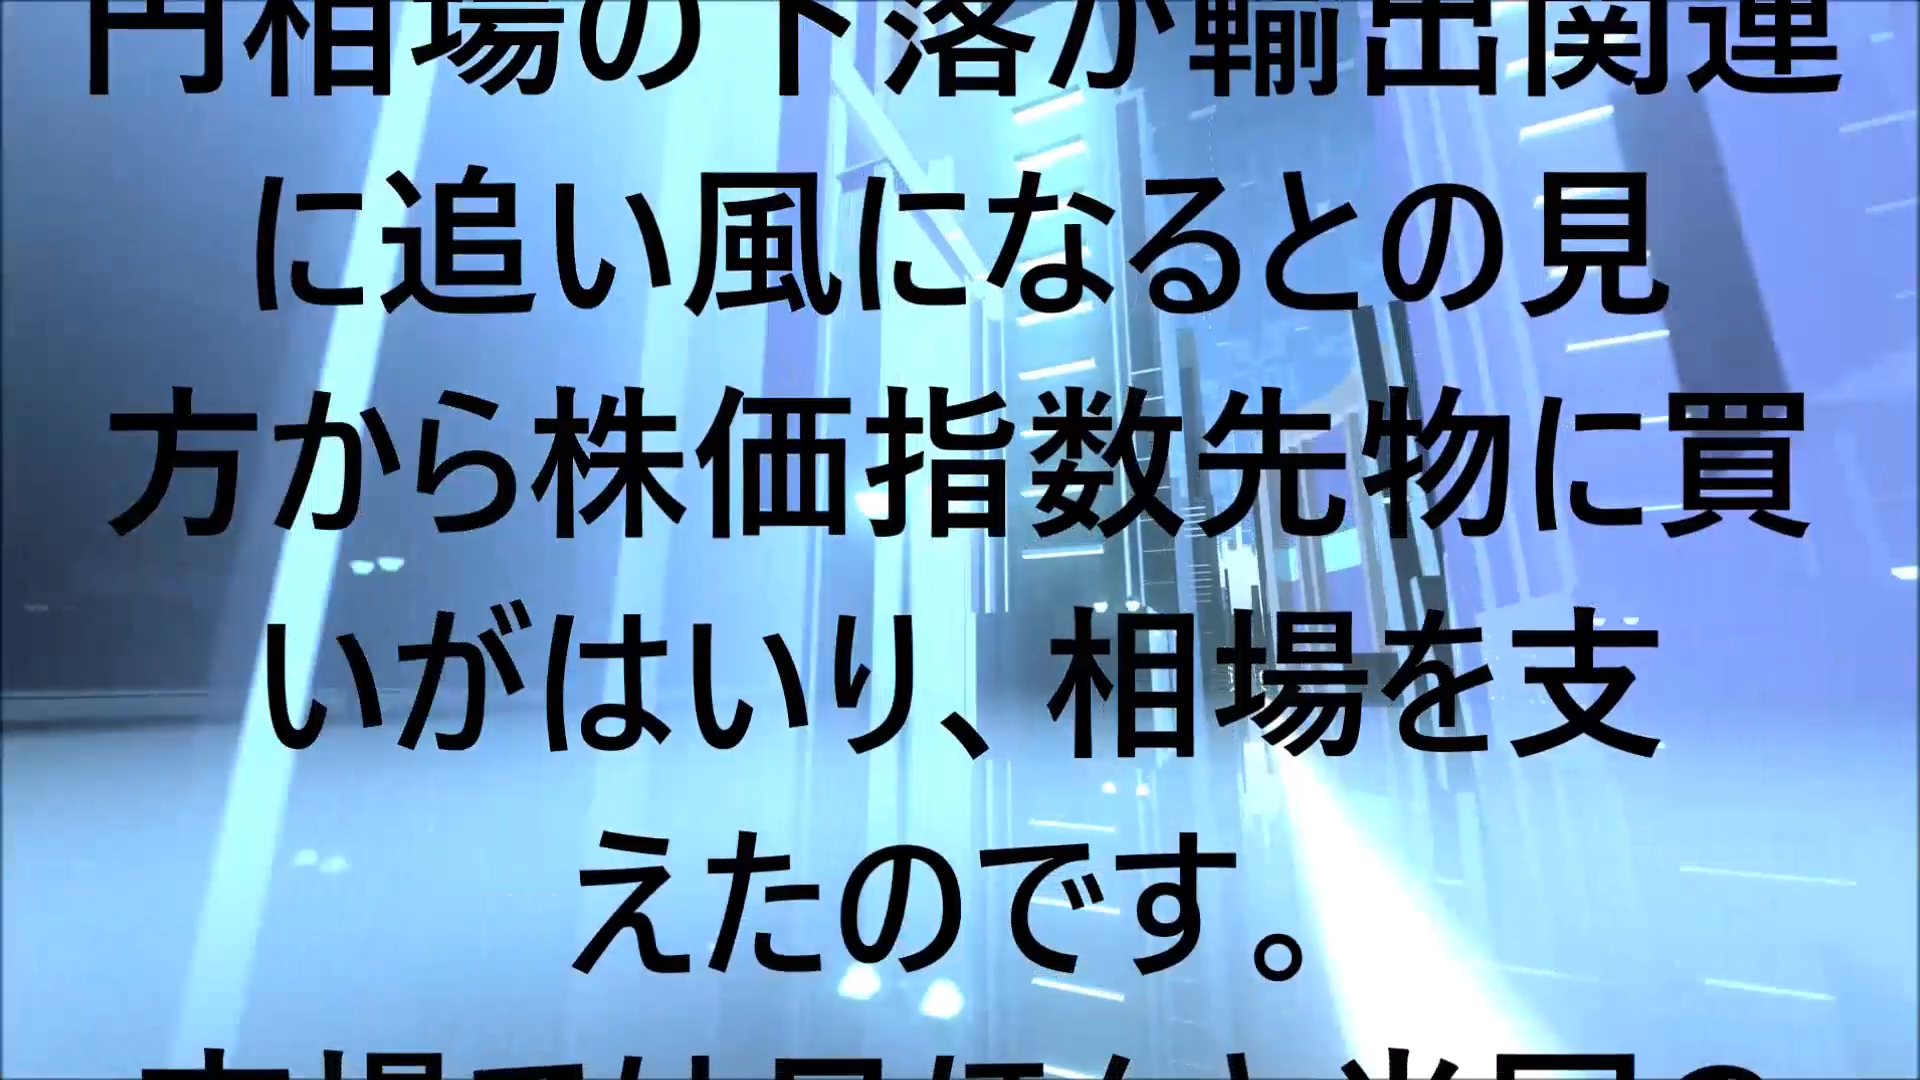 円相場の下落が輸出関連
に追い風になるとの見
方から株価指数先物に買
いがはいり、相場を支
えたのです。